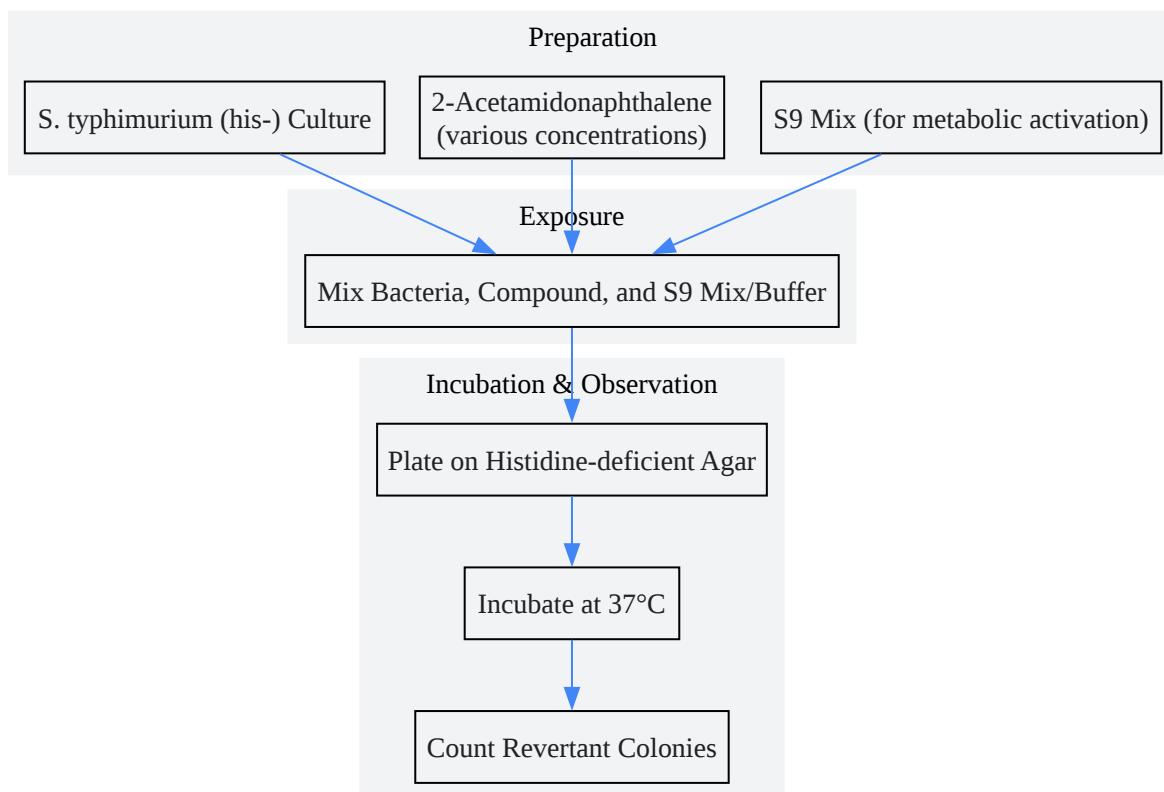 Preparation
S. typhimurium (his-) Culture
2-Acetamidonaphthalene
(various concentrations)
S9 Mix (for metabolic activation)
Exposure
Mix Bacteria, Compound, and S9 Mix/Buffer
Incubation & Observation
Plate on Histidine-deficient Agar
Incubate at 37°C
Count Revertant Colonies